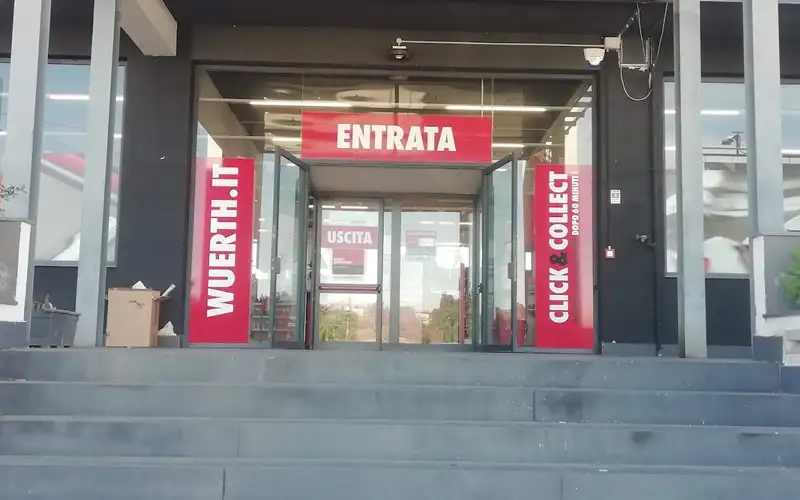 ENTRATA
WUERTH.IT
USCITA
CLICK&COLLECT
DOPO 60 MINUTI